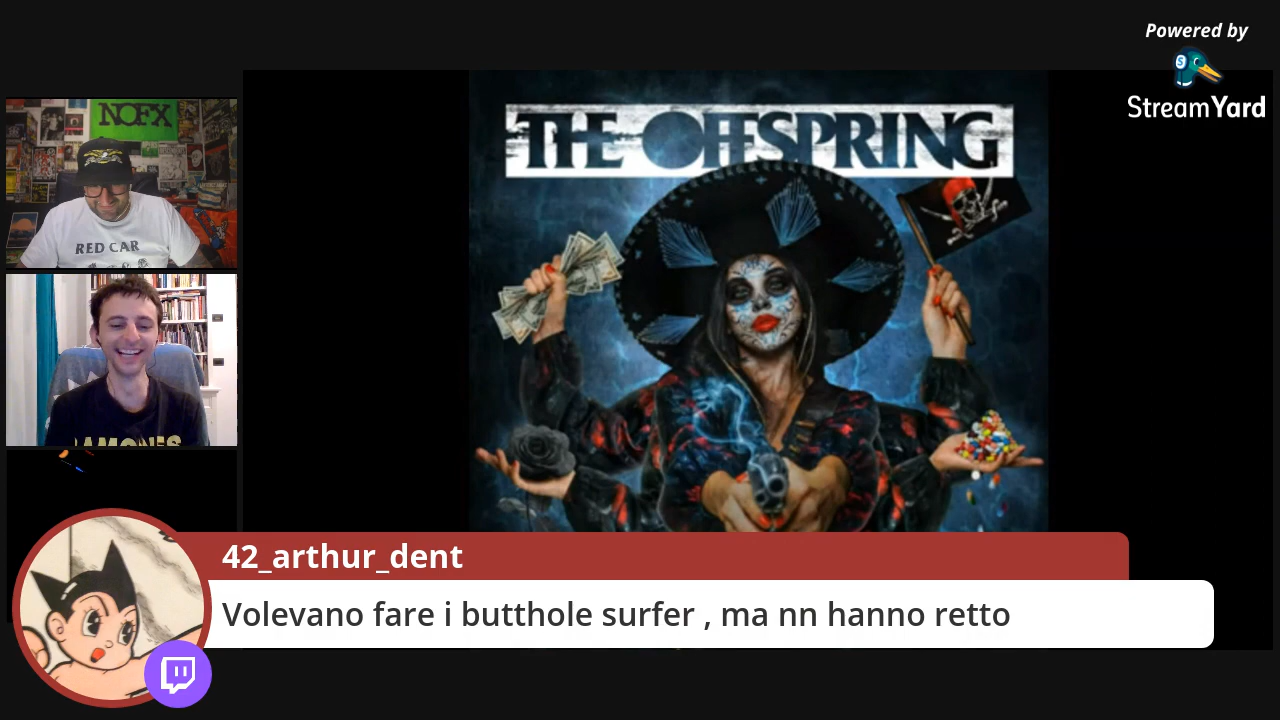 Powered by
StreamYard
NOFX
THE OFFSPRING
RED CAR
RAMONES
42_arthur_dent
Volevano fare i butthole surfer , ma nn hanno retto